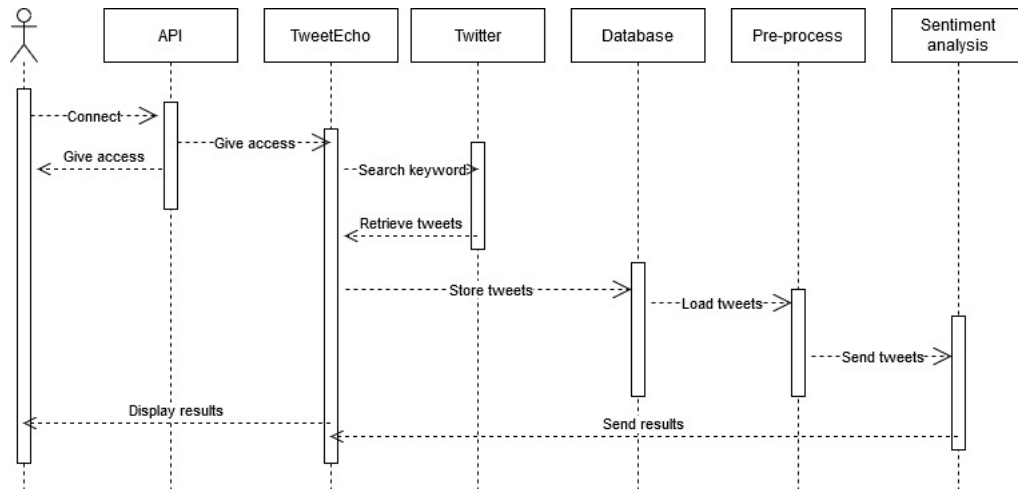 API
TweetEcho
Twitter
Database
Pre-process
Sentiment
analysis
Connect
Give access
Give access
Search keyword
Retrieve tweets
Store tweets
Load tweets
Send tweets
Display results
Send results